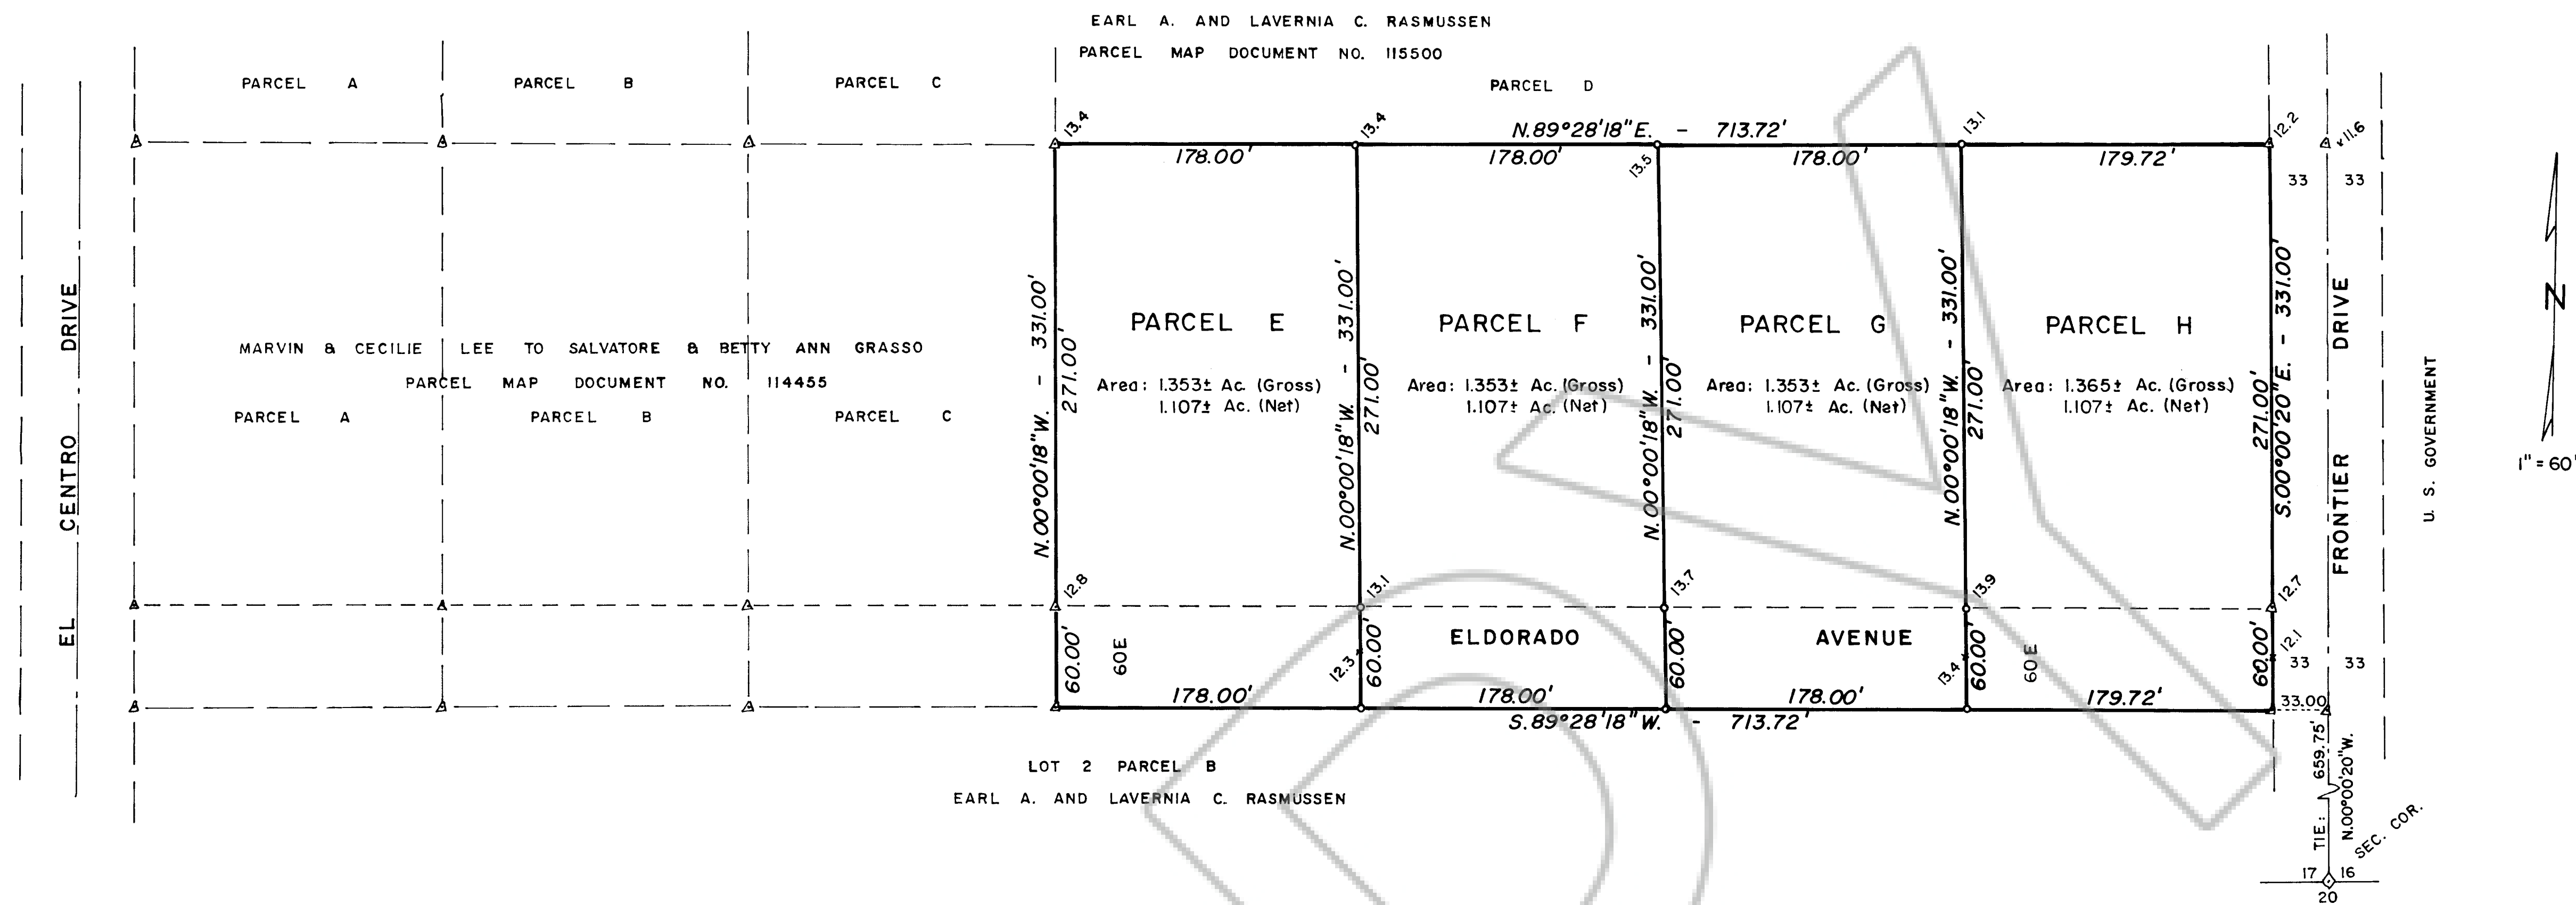 EARL A. AND LAVERNIA C. RASMUSSEN
PARCEL MAP DOCUMENT NO. 115500
PARCEL A
PARCEL B
PARCEL C
PARCEL D
13.4
13.4
N.89°28'18"E. - 713.72'
13.1
12.2
11.6
178.00'
178.00'
13.5
178.00'
179.72'
33
33
EL CENTRO DRIVE
MARVIN & CECILIE LEE TO SALVATORE & BETTY ANN GRASSO
PARCEL MAP DOCUMENT NO. 114455
PARCEL A
PARCEL B
PARCEL C
N.00°00'18"W. - 331.00'
271.00'
PARCEL E
Area: 1.353± Ac. (Gross)
1.107± Ac. (Net)
N.00°00'18"W. - 331.00'
271.00'
PARCEL F
Area: 1.353± Ac. (Gross)
1.107± Ac. (Net)
N.00°00'18"W. - 331.00'
271.00'
PARCEL G
Area: 1.353± Ac. (Gross)
1.107± Ac. (Net)
N.00°00'18"W. - 331.00'
271.00'
PARCEL H
Area: 1.365± Ac. (Gross)
1.107± Ac. (Net)
271.00'
S.00°00'20"E. - 331.00'
FRONTIER DRIVE
U. S. GOVERNMENT
N
1" = 60'
12.8
13.1
13.7
13.9
12.7
60.00'
60E
12.3
60.00'
ELDORADO AVENUE
60.00'
13.4
60.00'
60E
60.00'
12.1
33
33
178.00'
178.00'
178.00'
179.72'
33.00
S.89°28'18"W. - 713.72'
LOT 2 PARCEL B
EARL A. AND LAVERNIA C. RASMUSSEN
TIE: 659.75'
N.00°00'20"W.
SEC. COR.
17
16
20